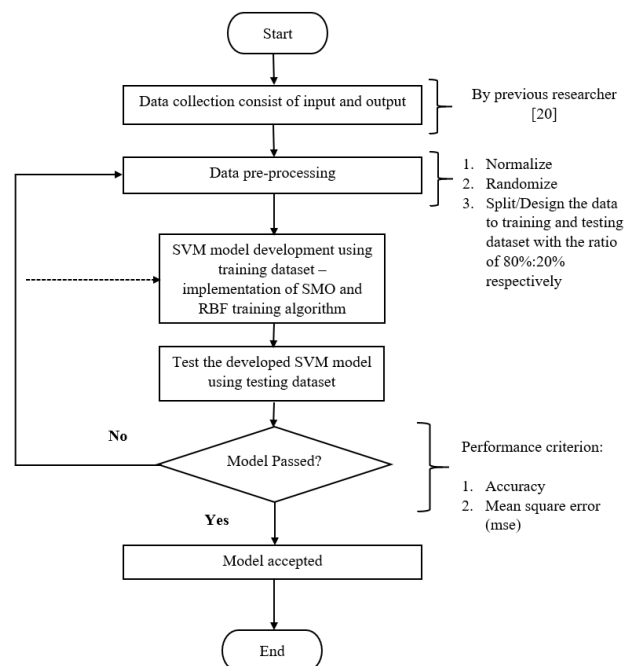 Start
Data collection consist of input and output
By previous researcher
[20]
Data pre-processing
1. Normalize
2. Randomize
3. Split/Design the data
to training and testing
dataset with the ratio
of 80%:20%
respectively
SVM model development using
training dataset –
implementation of SMO and
RBF training algorithm
Test the developed SVM model
using testing dataset
No
Model Passed?
Performance criterion:
1. Accuracy
2. Mean square error
(mse)
Yes
Model accepted
End